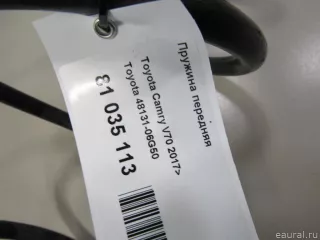 Пружина передняя
Toyota Camry V70 2017>
Toyota 48131-06G50
81 035 113
eaural.ru